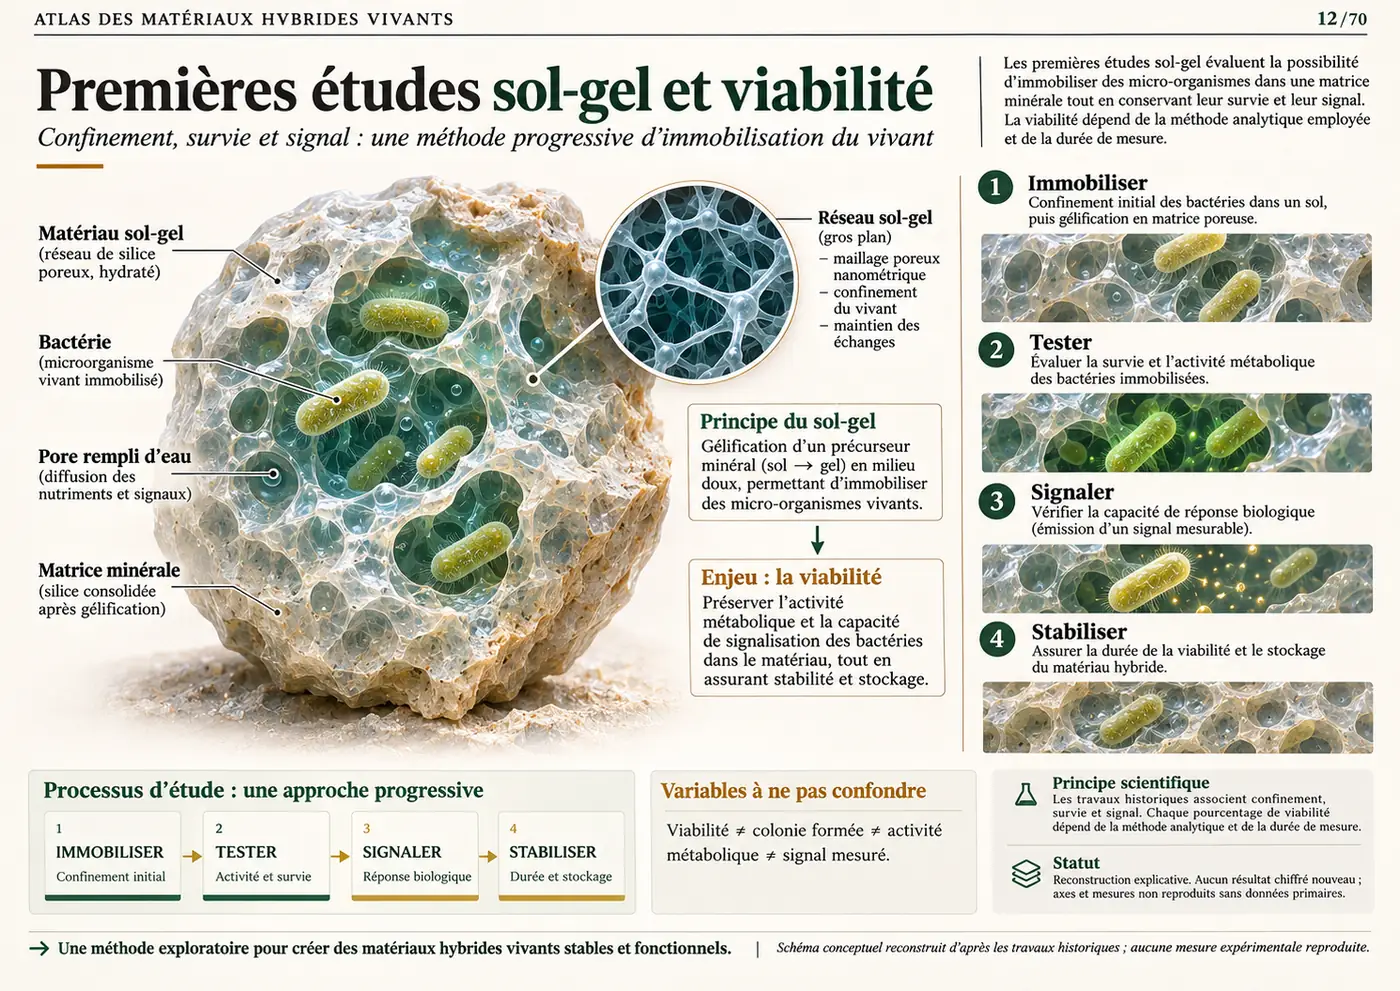 ATLAS DES MATÉRIAUX HVBRIDES VIVANTS
12/70
Premières études sol-gel et viabilité
Confinement, survie et signal : une méthode progressive d'immobilisation du vivant
Les premières études sol-gel évaluent la possibilité
d'immobiliser des micro-organismes dans une matrice
minérale tout en conservant leur survie et leur signal.
La viabilité dépend de la méthode analytique employée
et de la durée de mesure.
Matériau sol-gel
(réseau de silice
poreux, hydraté)
Bactérie
(microorganisme
vivant immobilisé)
Pore rempli d'eau
(diffusion des
nutriments et signaux)
Matrice minérale
(silice consolidée
après gélification)
Réseau sol-gel
(gros plan)
– maillage poreux
nanométrique
– confinement
du vivant
– maintien des
échanges
Principe du sol-gel
Gélification d'un précurseur
minéral (sol → gel) en milieu
doux, permettant d'immobiliser
des micro-organismes vivants.
Enjeu : la viabilité
Préserver l'activité
métabolique et la capacité
de signalisation des bactéries
dans le matériau, tout en
assurant stabilité et stockage.
1 Immobiliser
Confinement initial des bactéries dans un sol,
puis gélification en matrice poreuse.
2 Tester
Évaluer la survie et l'activité métabolique
des bactéries immobilisées.
3 Signaler
Vérifier la capacité de réponse biologique
(émission d'un signal mesurable).
4 Stabiliser
Assurer la durée de la viabilité et le stockage
du matériau hybride.
Processus d'étude : une approche progressive
1
IMMOBILISER
Confinement initial
2
TESTER
Activité et survie
3
SIGNALER
Réponse biologique
4
STABILISER
Durée et stockage
Variables à ne pas confondre
Viabilité ≠ colonie formée ≠ activité
métabolique ≠ signal mesuré.
Principe scientifique
Les travaux historiques associent confinement,
survie et signal. Chaque pourcentage de viabilité
dépend de la méthode analytique et de la durée de mesure.
Statut
Reconstruction explicative. Aucun résultat chiffré nouveau ;
axes et mesures non reproduits sans données primaires.
→ Une méthode exploratoire pour créer des matériaux hybrides vivants stables et fonctionnels.
Schéma conceptuel reconstruit d'après les travaux historiques ; aucune mesure expérimentale reproduite.